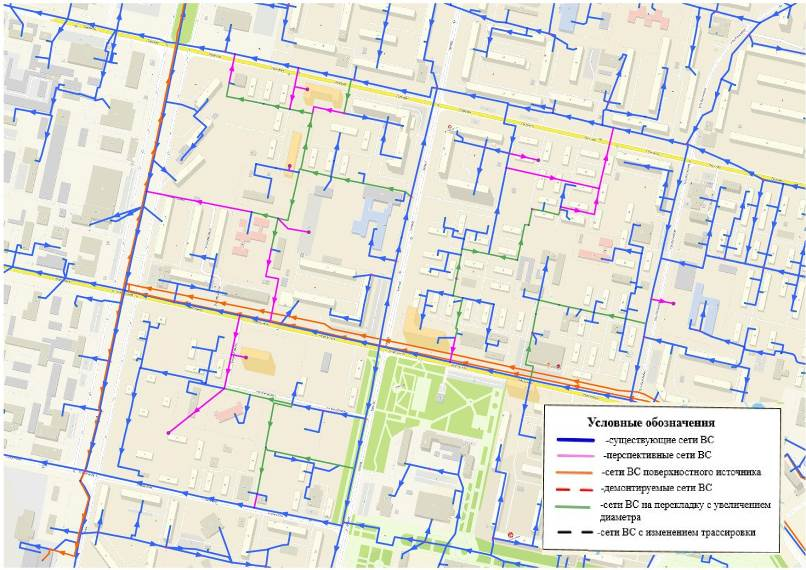 Условные обозначения
-существующие сети ВС
-перспективные сети ВС
-сети ВС поверхностного источника
-демонтируемые сети ВС
-сети ВС на перекладку с увеличением
диаметра
-сети ВС с изменением трассировки